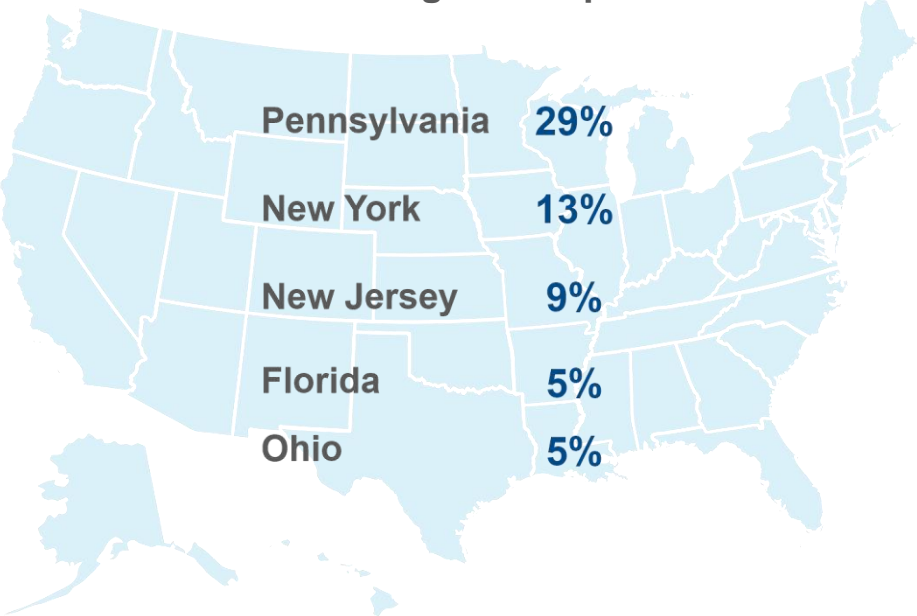 Pennsylvania 29%
New York 13%
New Jersey 9%
Florida 5%
Ohio 5%